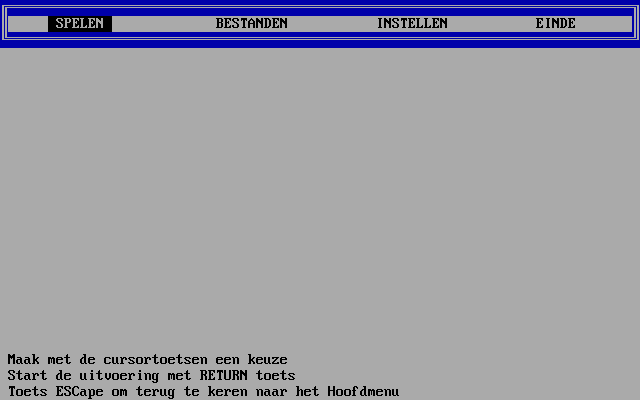 SPELEN BESTANDEN INSTELLEN EINDE
Maak met de cursortoetsen een keuze
Start de uitvoering met RETURN toets
Toets ESCape om terug te keren naar het Hoofdmenu